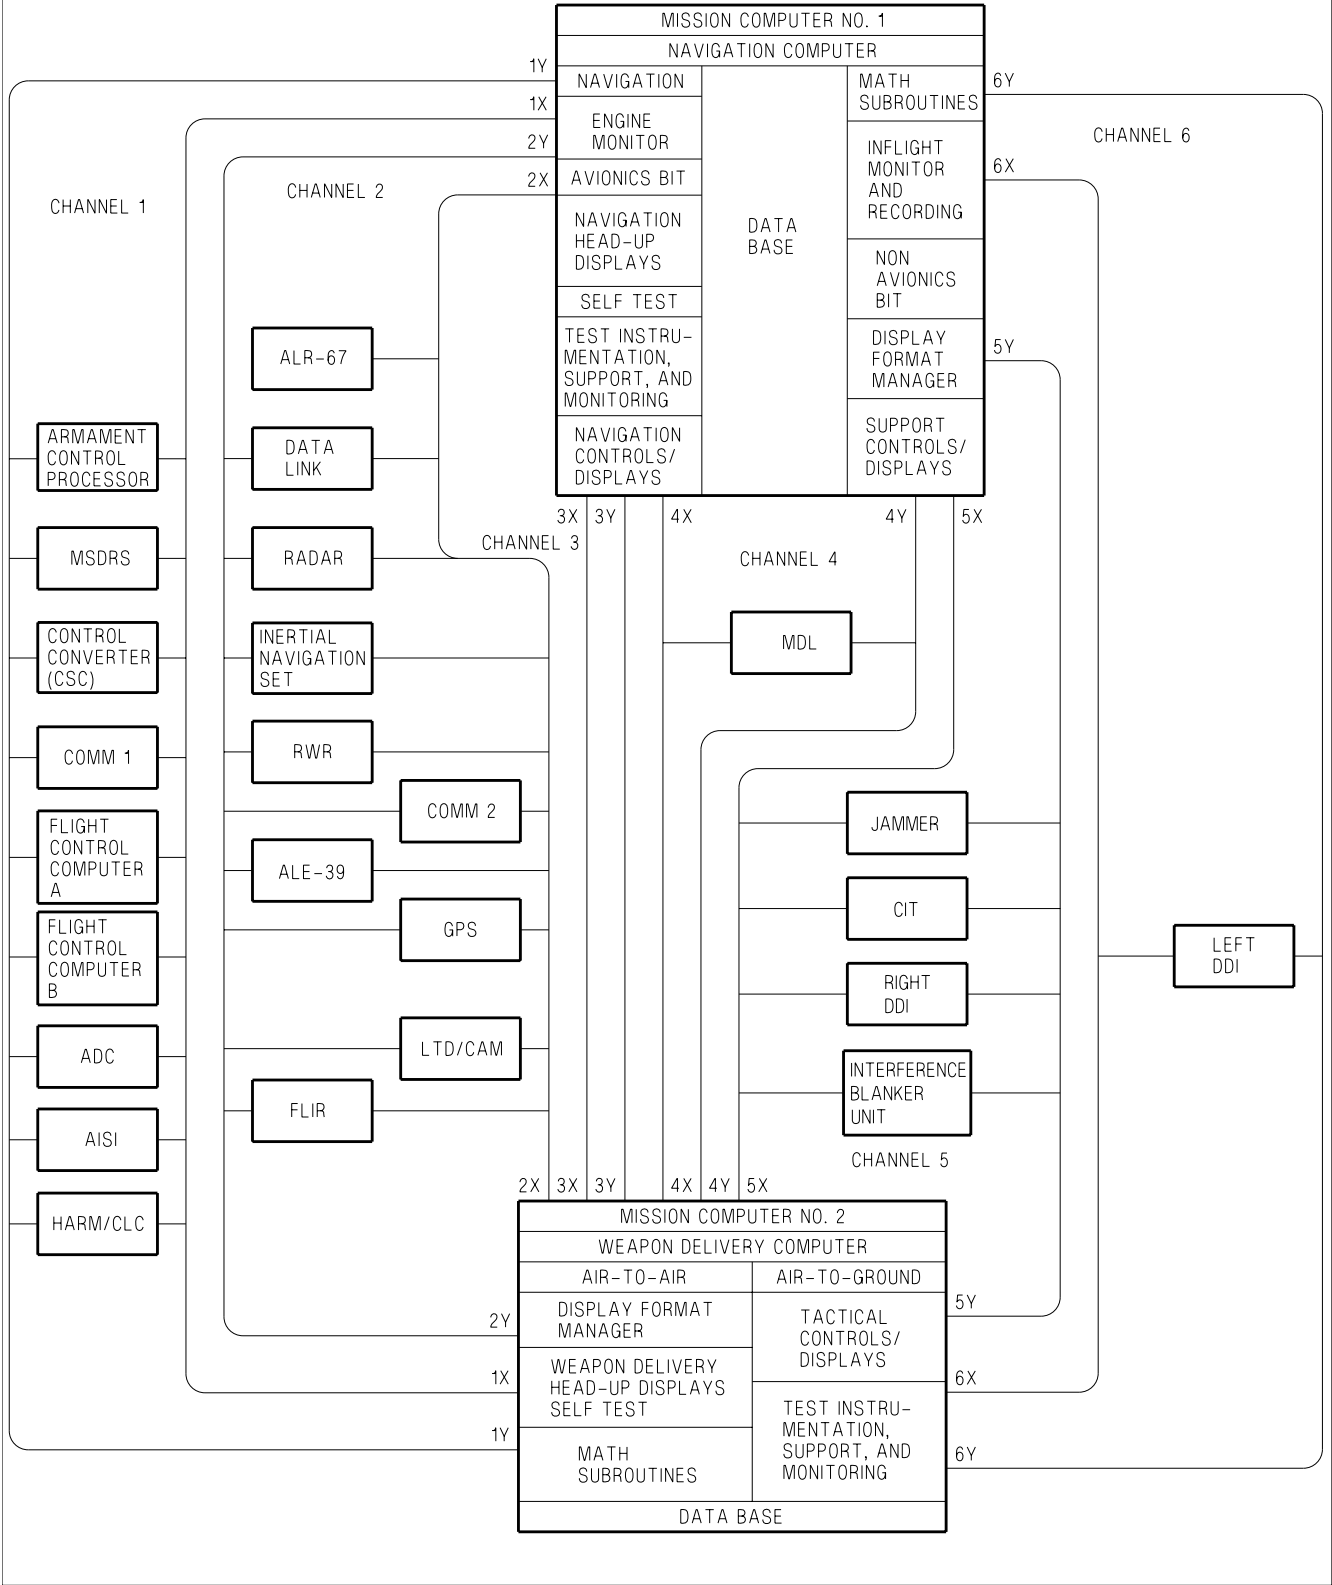 MISSION COMPUTER NO. 1
NAVIGATION COMPUTER
1Y
1X
2Y
2X
NAVIGATION
ENGINE
MONITOR
AVIONICS BIT
NAVIGATION
HEAD-UP
DISPLAYS
SELF TEST
TEST INSTRU-
MENTATION,
SUPPORT, AND
MONITORING
NAVIGATION
CONTROLS/
DISPLAYS
DATA
BASE
MATH
SUBROUTINES
INFLIGHT
MONITOR
AND
RECORDING
NON
AVIONICS
BIT
DISPLAY
FORMAT
MANAGER
SUPPORT
CONTROLS/
DISPLAYS
6Y
6X
5Y
CHANNEL 6
CHANNEL 1
CHANNEL 2
3X
3Y
4X
4Y
5X
CHANNEL 3
CHANNEL 4
ARMAMENT
CONTROL
PROCESSOR
MSDRS
CONTROL
CONVERTER
(CSC)
COMM 1
FLIGHT
CONTROL
COMPUTER
A
FLIGHT
CONTROL
COMPUTER
B
ADC
AISI
HARM/CLC
ALR-67
DATA
LINK
RADAR
INERTIAL
NAVIGATION
SET
RWR
COMM 2
ALE-39
GPS
LTD/CAM
FLIR
MDL
JAMMER
CIT
RIGHT
DDI
INTERFERENCE
BLANKER
UNIT
CHANNEL 5
LEFT
DDI
2X
3X
3Y
4X
4Y
5X
MISSION COMPUTER NO. 2
WEAPON DELIVERY COMPUTER
AIR-TO-AIR
AIR-TO-GROUND
DISPLAY FORMAT
MANAGER
WEAPON DELIVERY
HEAD-UP DISPLAYS
SELF TEST
MATH
SUBROUTINES
TACTICAL
CONTROLS/
DISPLAYS
TEST INSTRU-
MENTATION,
SUPPORT, AND
MONITORING
DATA BASE
2Y
1X
1Y
5Y
6X
6Y